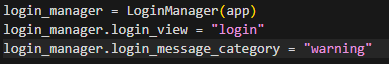 login_manager = LoginManager(app)
login_manager.login_view = "login"
login_manager.login_message_category = "warning"